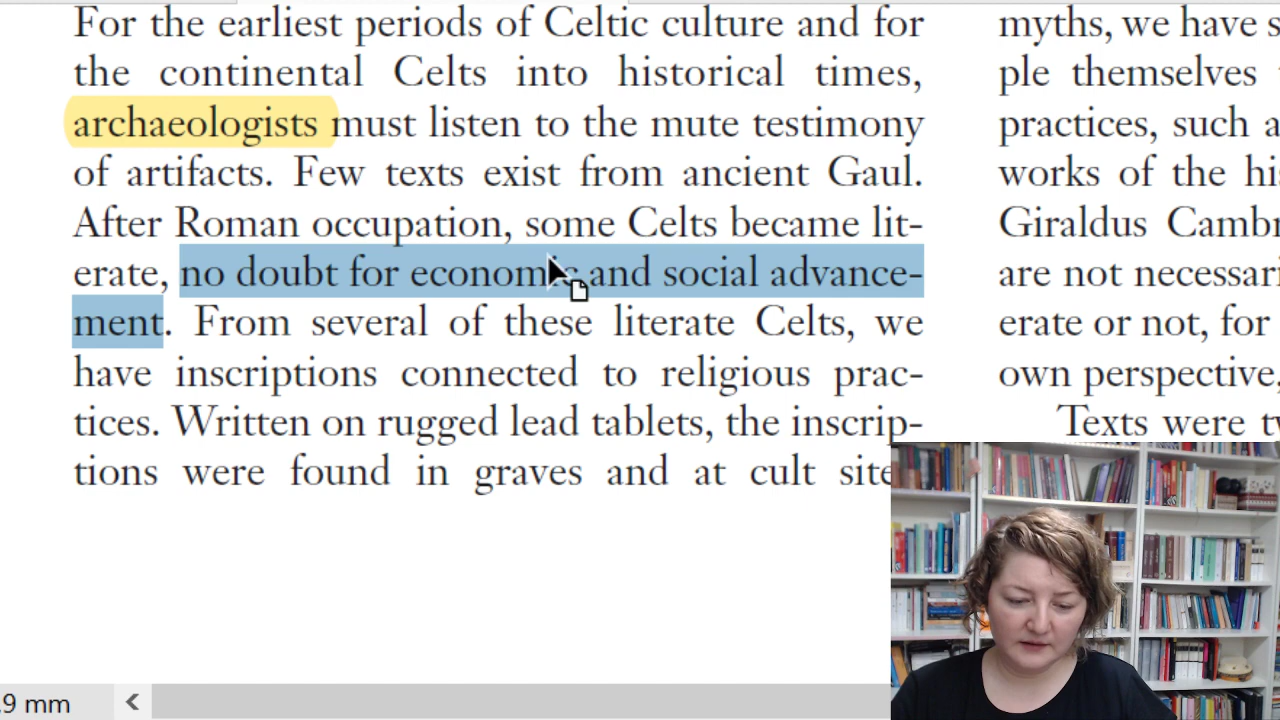 For the earliest periods of Celtic culture and for
the continental Celts into historical times,
archaeologists must listen to the mute testimony
of artifacts. Few texts exist from ancient Gaul.
After Roman occupation, some Celts became lit-
erate, no doubt for economic and social advance-
ment. From several of these literate Celts, we
have inscriptions connected to religious prac-
tices. Written on rugged lead tablets, the inscrip-
tions were found in graves and at cult site
myths, we have s
ple themselves
practices, such a
works of the his
Giraldus Cambr
are not necessari
erate or not, for
own perspective,
Texts were tw
.9 mm